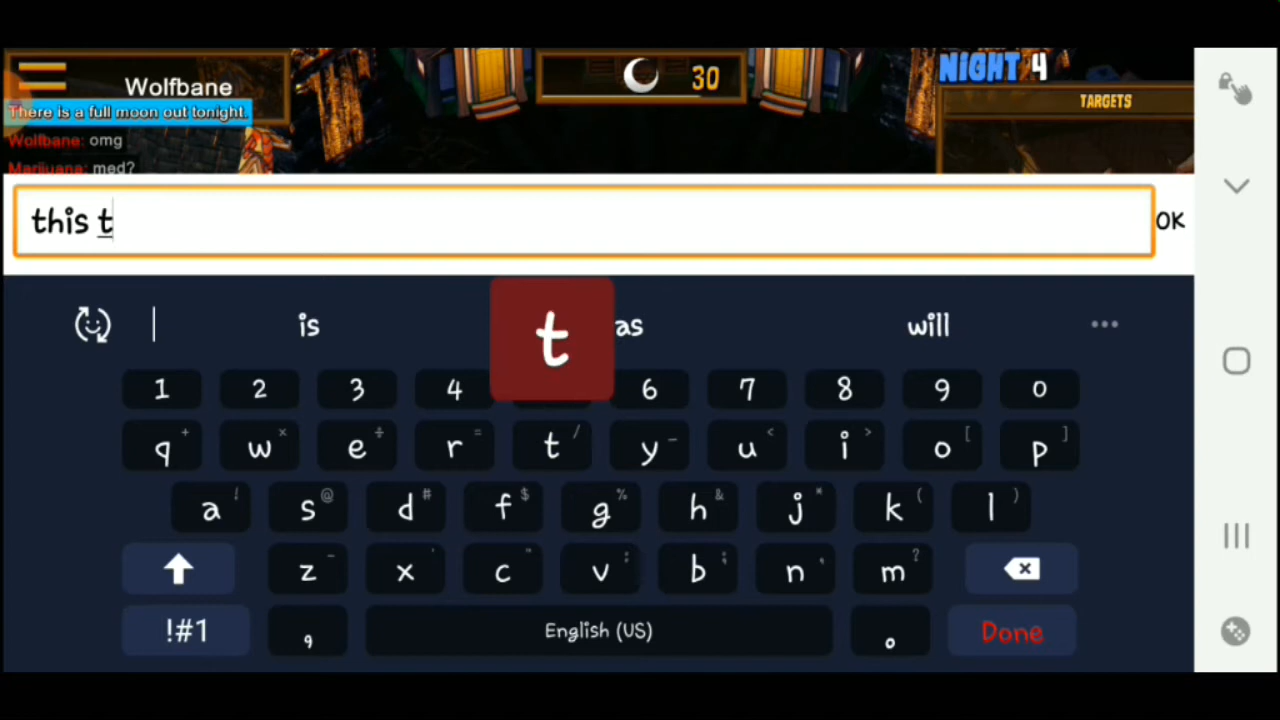 Wolfbane
There is a full moon out tonight.
Wolfbane: omg
Marijuana: med?
30
NIGHT 4
TARGETS
this t
OK
is
t
as
will
1 2 3 4 6 7 8 9 0
q + w × e ÷ r = t / y _ u < i > o [ p ]
a ! s @ d # f $ g % h & j * k ( l )
z - x ' c " v : b ; n , m ?
!#1 , English (US) . Done